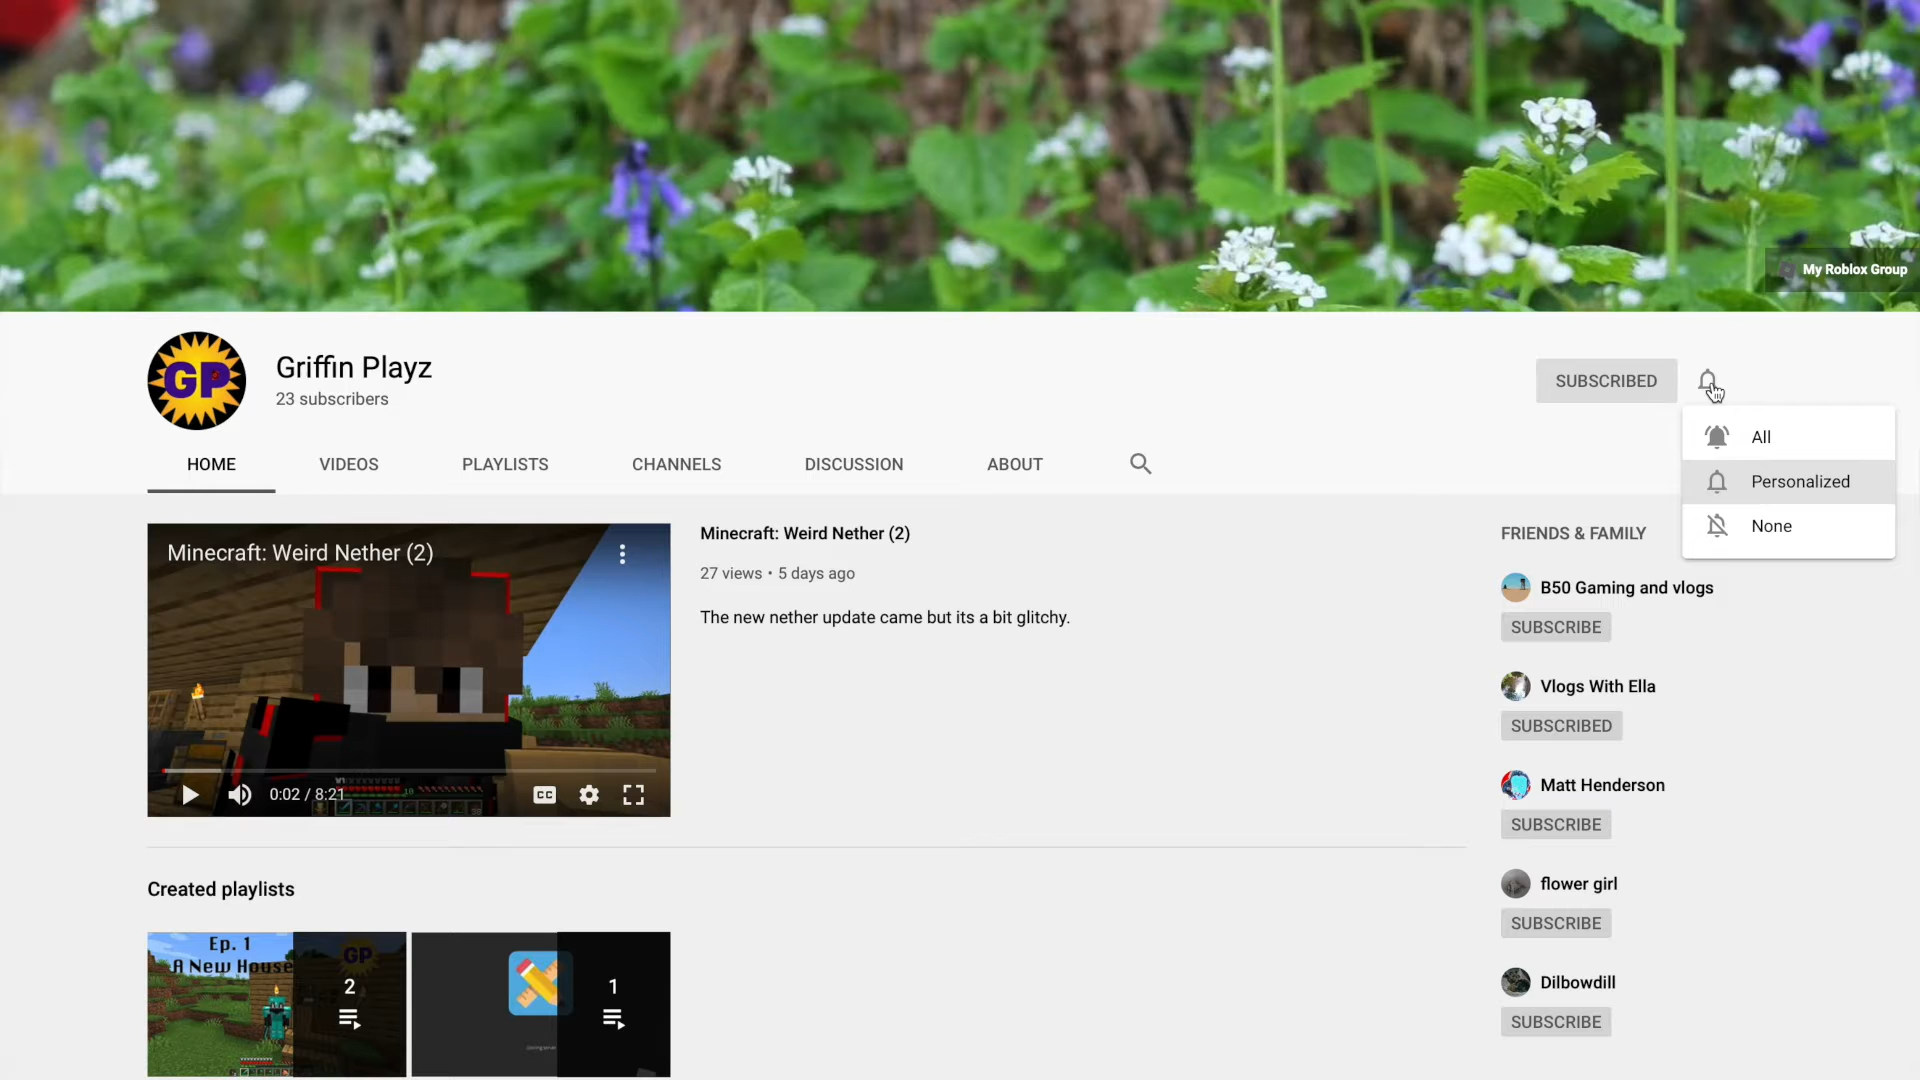 My Roblox Group
GP
Griffin Playz
23 subscribers
SUBSCRIBED
All
Personalized
None
HOME
VIDEOS
PLAYLISTS
CHANNELS
DISCUSSION
ABOUT
Minecraft: Weird Nether (2)
0:02 / 8:21
CC
Minecraft: Weird Nether (2)
27 views • 5 days ago
The new nether update came but its a bit glitchy.
FRIENDS & FAMILY
B50 Gaming and vlogs
SUBSCRIBE
Vlogs With Ella
SUBSCRIBED
Matt Henderson
SUBSCRIBE
flower girl
SUBSCRIBE
Dilbowdill
SUBSCRIBE
Created playlists
Ep. 1
A New House
GP
2
1